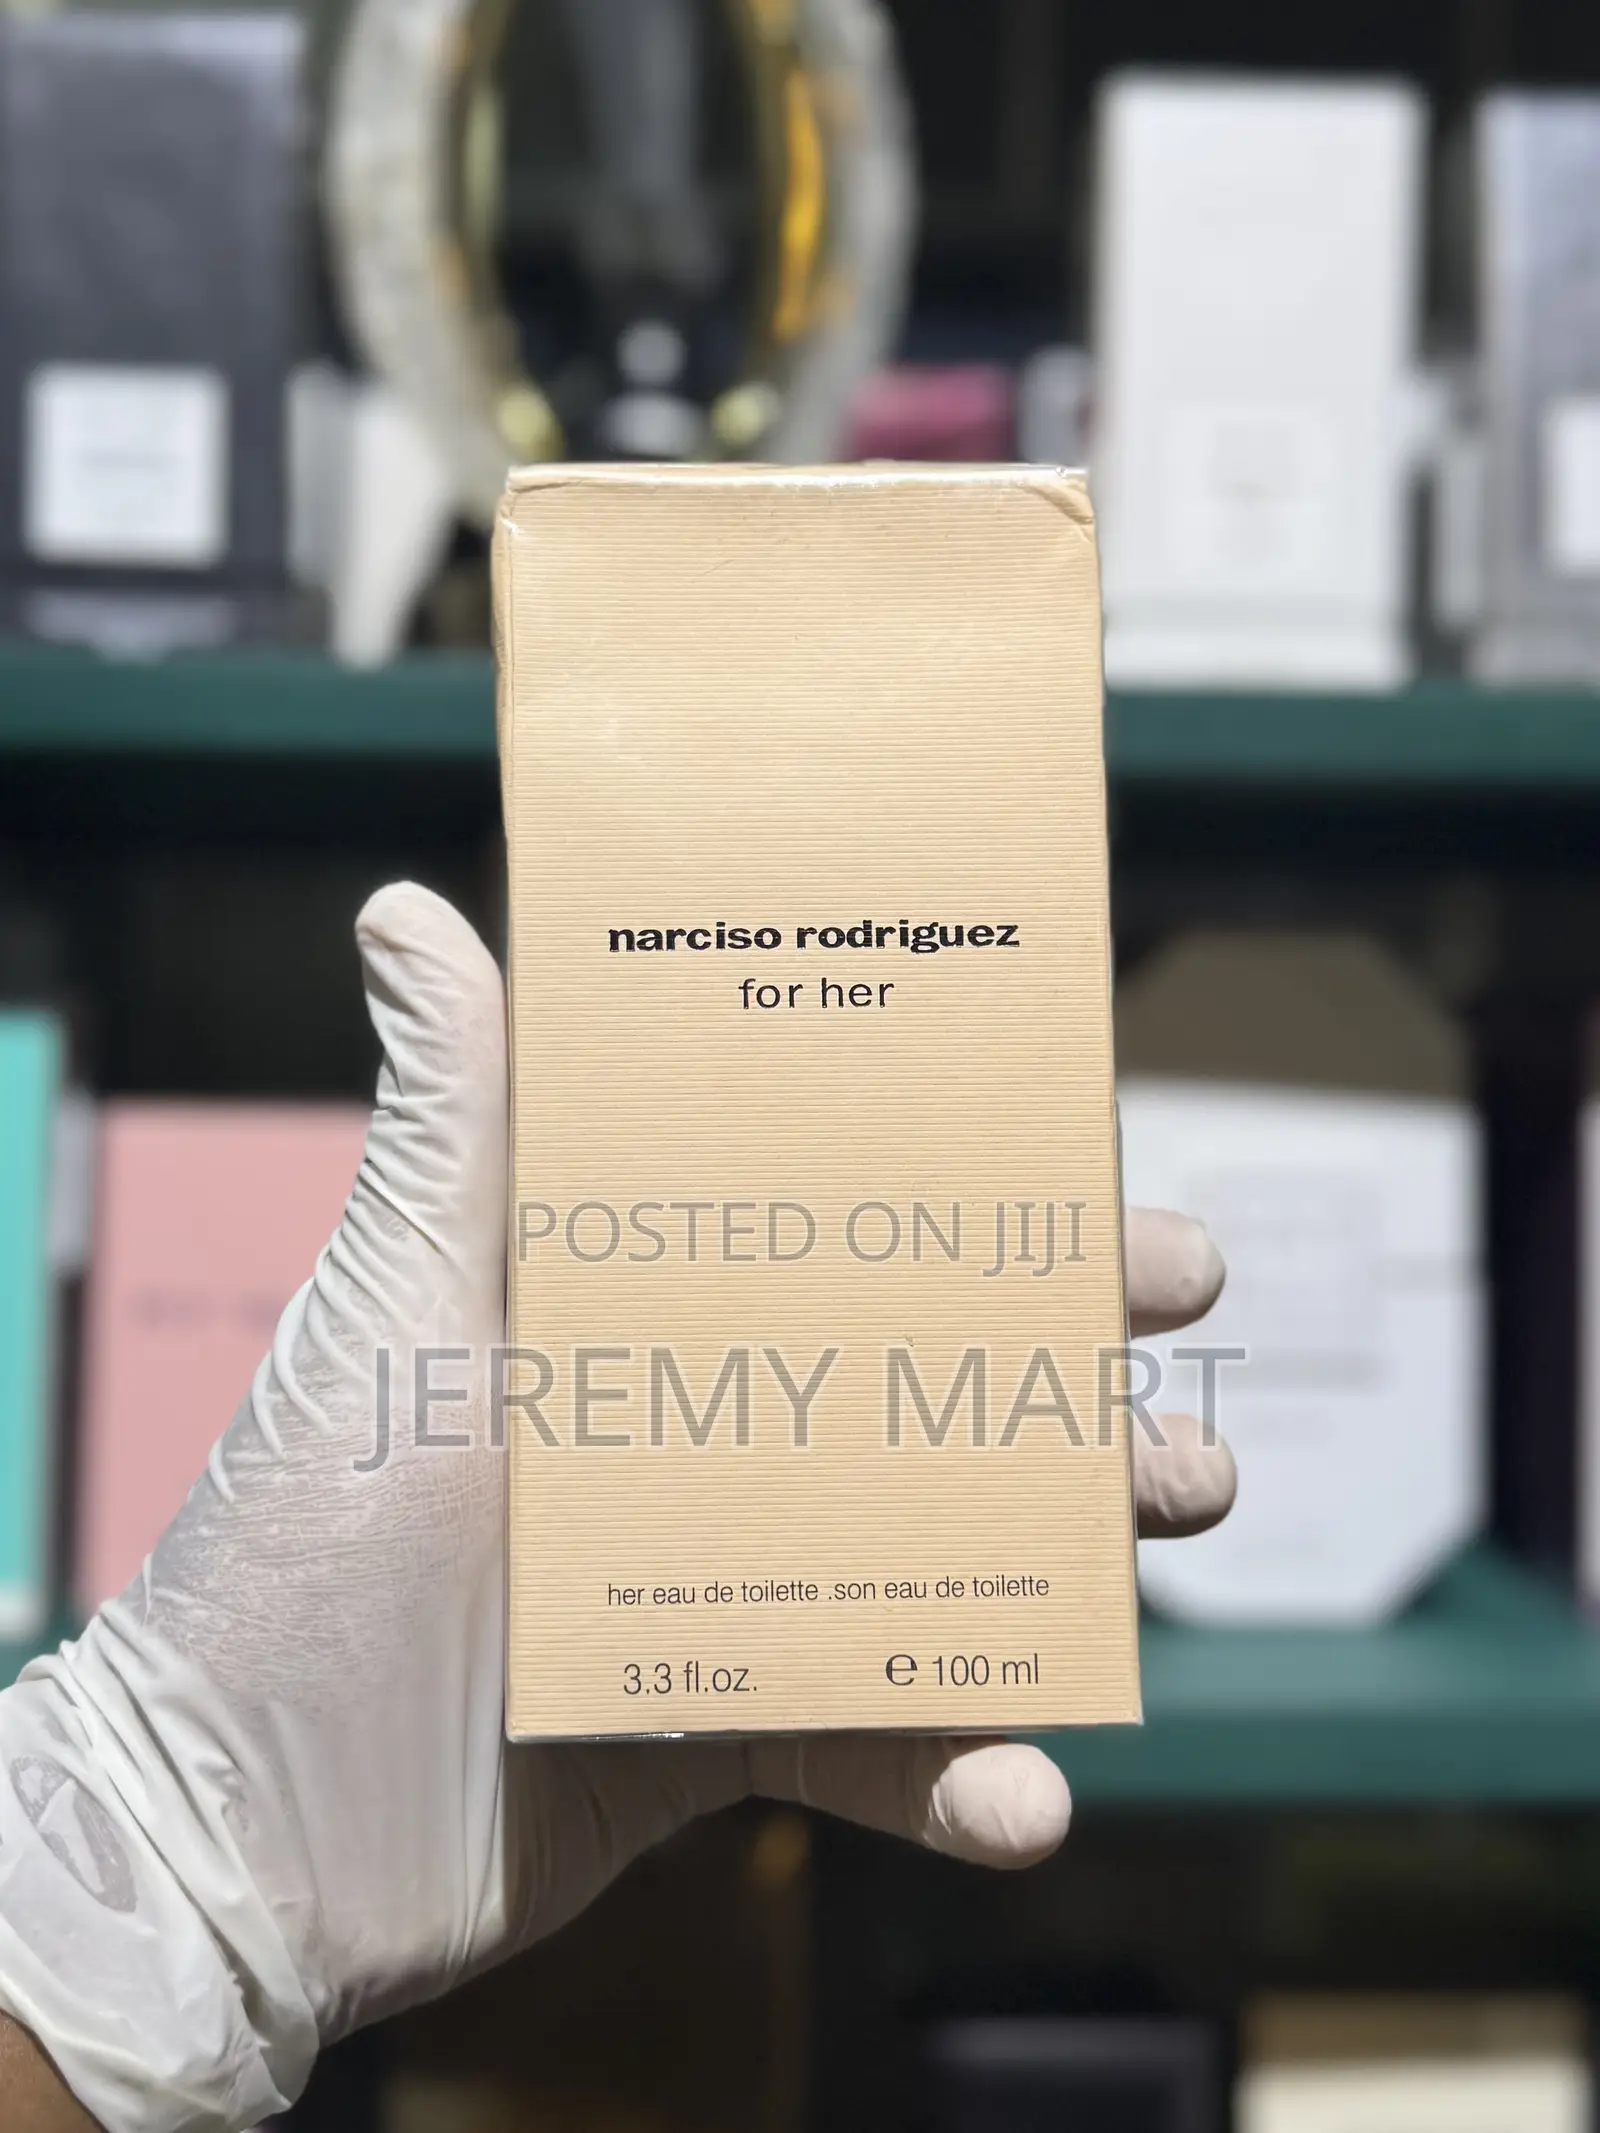 narciso rodriguez
for her
POSTED ON JIJI
JEREMY MART
her eau de toilette .son eau de toilette
3.3 fl.oz. e 100 ml